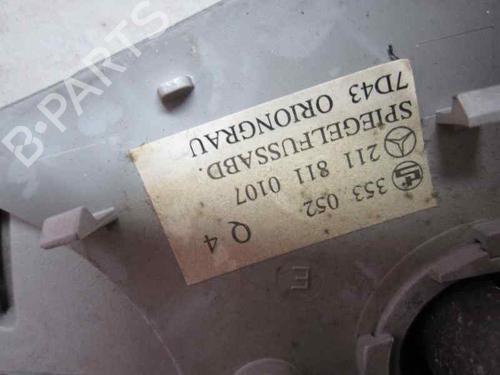 B-PARTS
353 052
211 811 0107 Q 4
SPIEGELFUSSABD.
7D43 ORIONGRAU
E